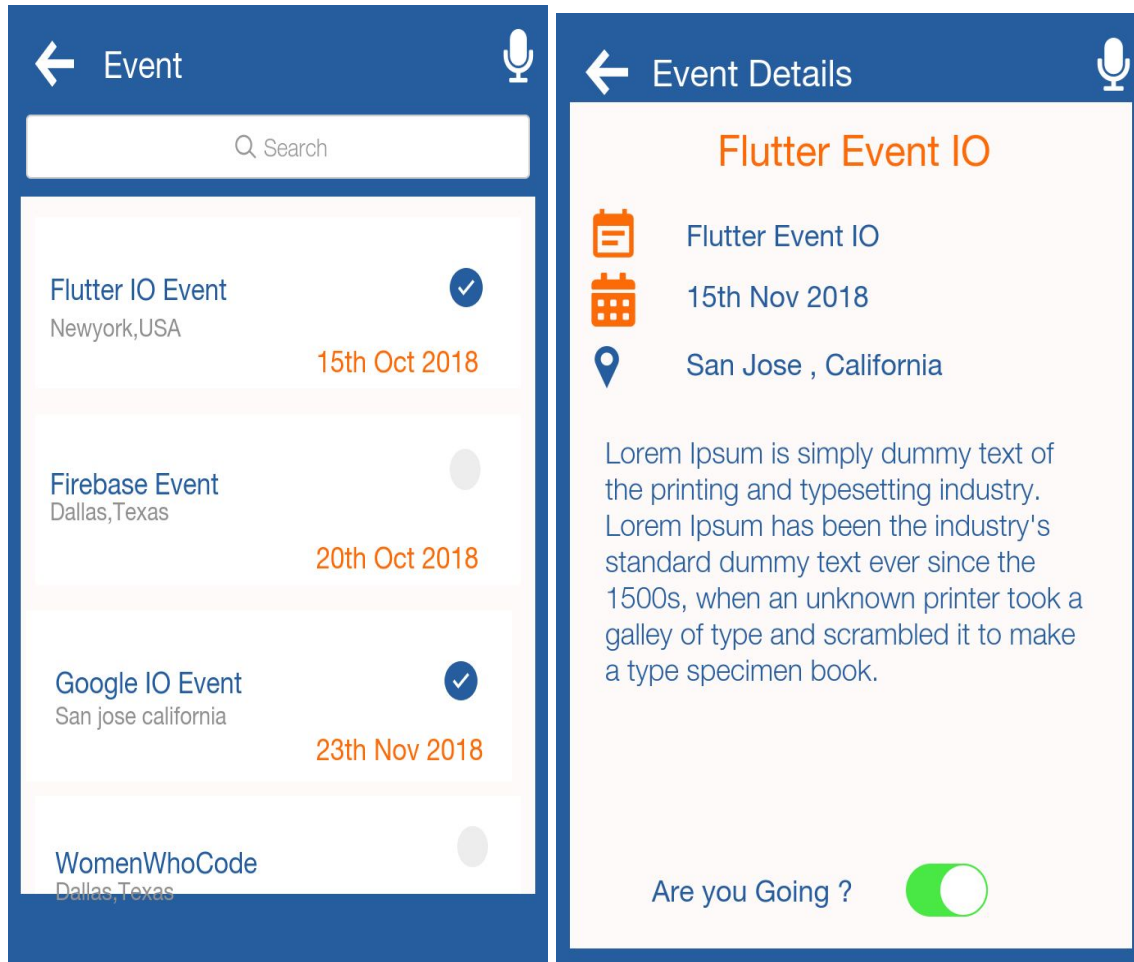 Event
Search
Flutter IO Event
Newyork,USA
15th Oct 2018
Firebase Event
Dallas,Texas
20th Oct 2018
Google IO Event
San jose california
23th Nov 2018
WomenWhoCode
Dallas,Texas
Event Details
Flutter Event IO
Flutter Event IO
15th Nov 2018
San Jose , California
Lorem Ipsum is simply dummy text of
the printing and typesetting industry.
Lorem Ipsum has been the industry's
standard dummy text ever since the
1500s, when an unknown printer took a
galley of type and scrambled it to make
a type specimen book.
Are you Going ?